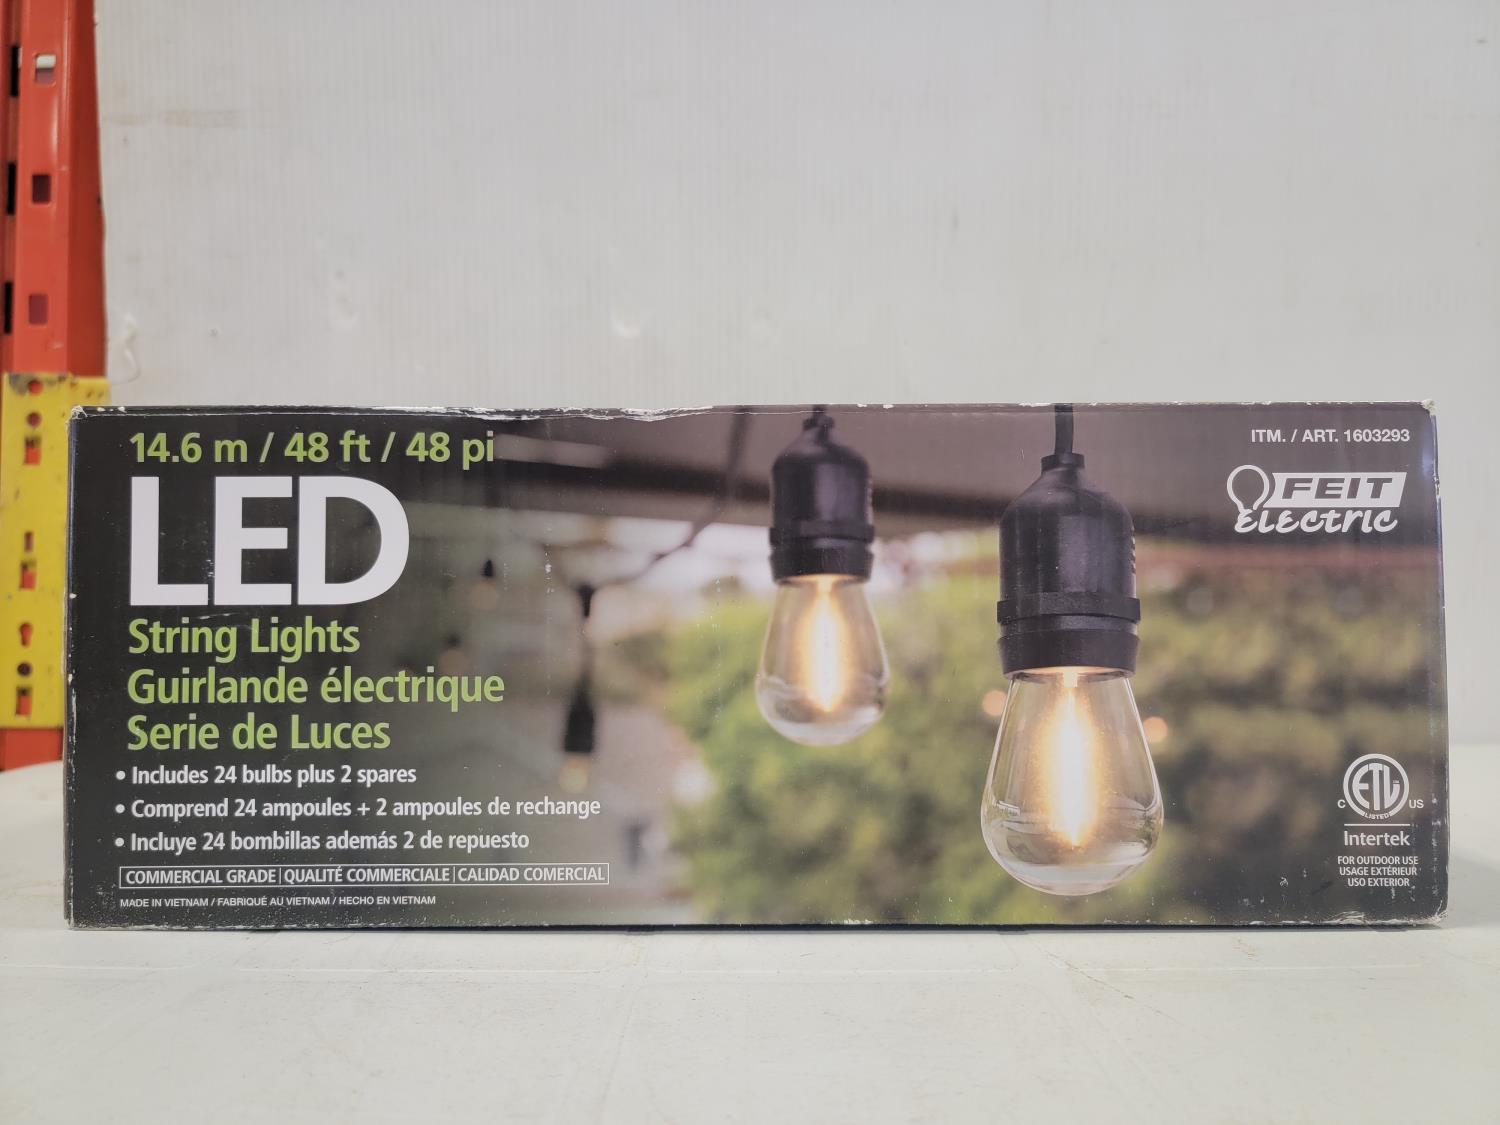 14.6 m / 48 ft / 48 pi
LED
String Lights
Guirlande électrique
Serie de Luces
• Includes 24 bulbs plus 2 spares
• Comprend 24 ampoules + 2 ampoules de rechange
• Incluye 24 bombillas además 2 de repuesto
COMMERCIAL GRADE | QUALITÉ COMMERCIALE | CALIDAD COMERCIAL
MADE IN VIETNAM / FABRIQUÉ AU VIETNAM / HECHO EN VIETNAM
ITM. / ART. 1603293
FEIT
Electric
C ETL US
LISTED
Intertek
FOR OUTDOOR USE
USAGE EXTÉRIEUR
USO EXTERIOR